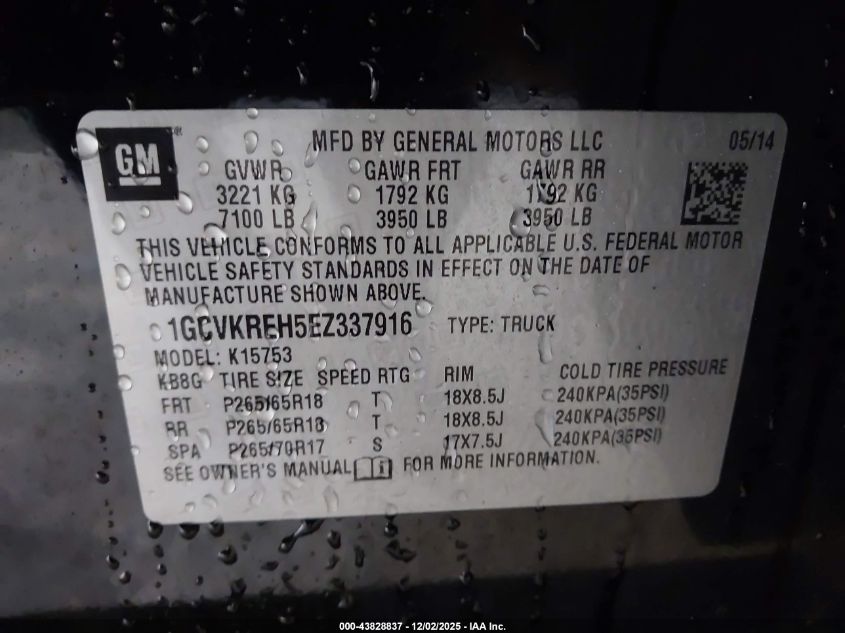 GM
MFD BY GENERAL MOTORS LLC 05/14
GVWR GAWR FRT GAWR RR
3221 KG 1792 KG 1792 KG
7100 LB 3950 LB 3950 LB
THIS VEHICLE CONFORMS TO ALL APPLICABLE U.S. FEDERAL MOTOR
VEHICLE SAFETY STANDARDS IN EFFECT ON THE DATE OF
MANUFACTURE SHOWN ABOVE.
1GCVKREH5EZ337916 TYPE: TRUCK
MODEL: K15753
KB8G TIRE SIZE SPEED RTG RIM COLD TIRE PRESSURE
FRT P265/65R18 T 18X8.5J 240KPA(35PSI)
RR P265/65R18 T 18X8.5J 240KPA(35PSI)
SPA P265/70R17 S 17X7.5J 240KPA(35PSI)
SEE OWNER'S MANUAL FOR MORE INFORMATION.
000-43828837 - 12/02/2025 - IAA Inc.